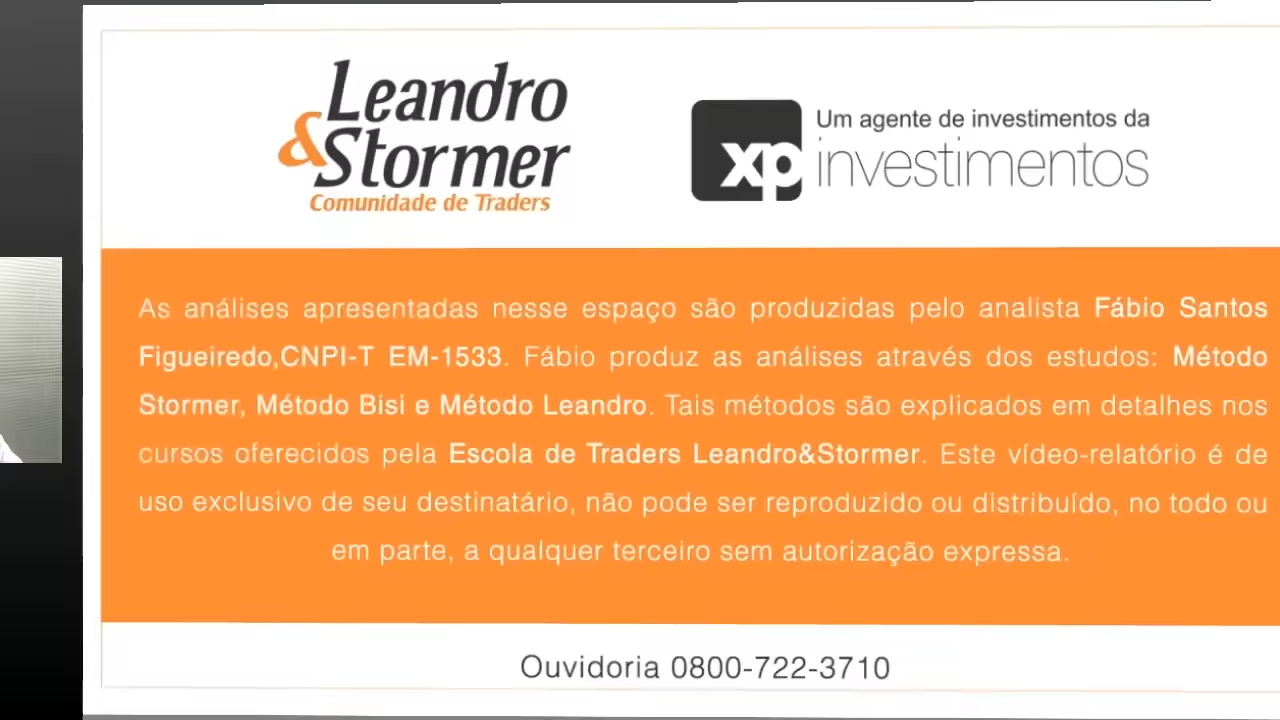 Leandro
&Stormer
Comunidade de Traders
xp
Um agente de investimentos da
investimentos
As análises apresentadas nesse espaço são produzidas pelo analista Fábio Santos
Figueiredo,CNPI-T EM-1533. Fábio produz as análises através dos estudos: Método
Stormer, Método Bisi e Método Leandro. Tais métodos são explicados em detalhes nos
cursos oferecidos pela Escola de Traders Leandro&Stormer. Este vídeo-relatório é de
uso exclusivo de seu destinatário, não pode ser reproduzido ou distribuído, no todo ou
em parte, a qualquer terceiro sem autorização expressa.
Ouvidoria 0800-722-3710